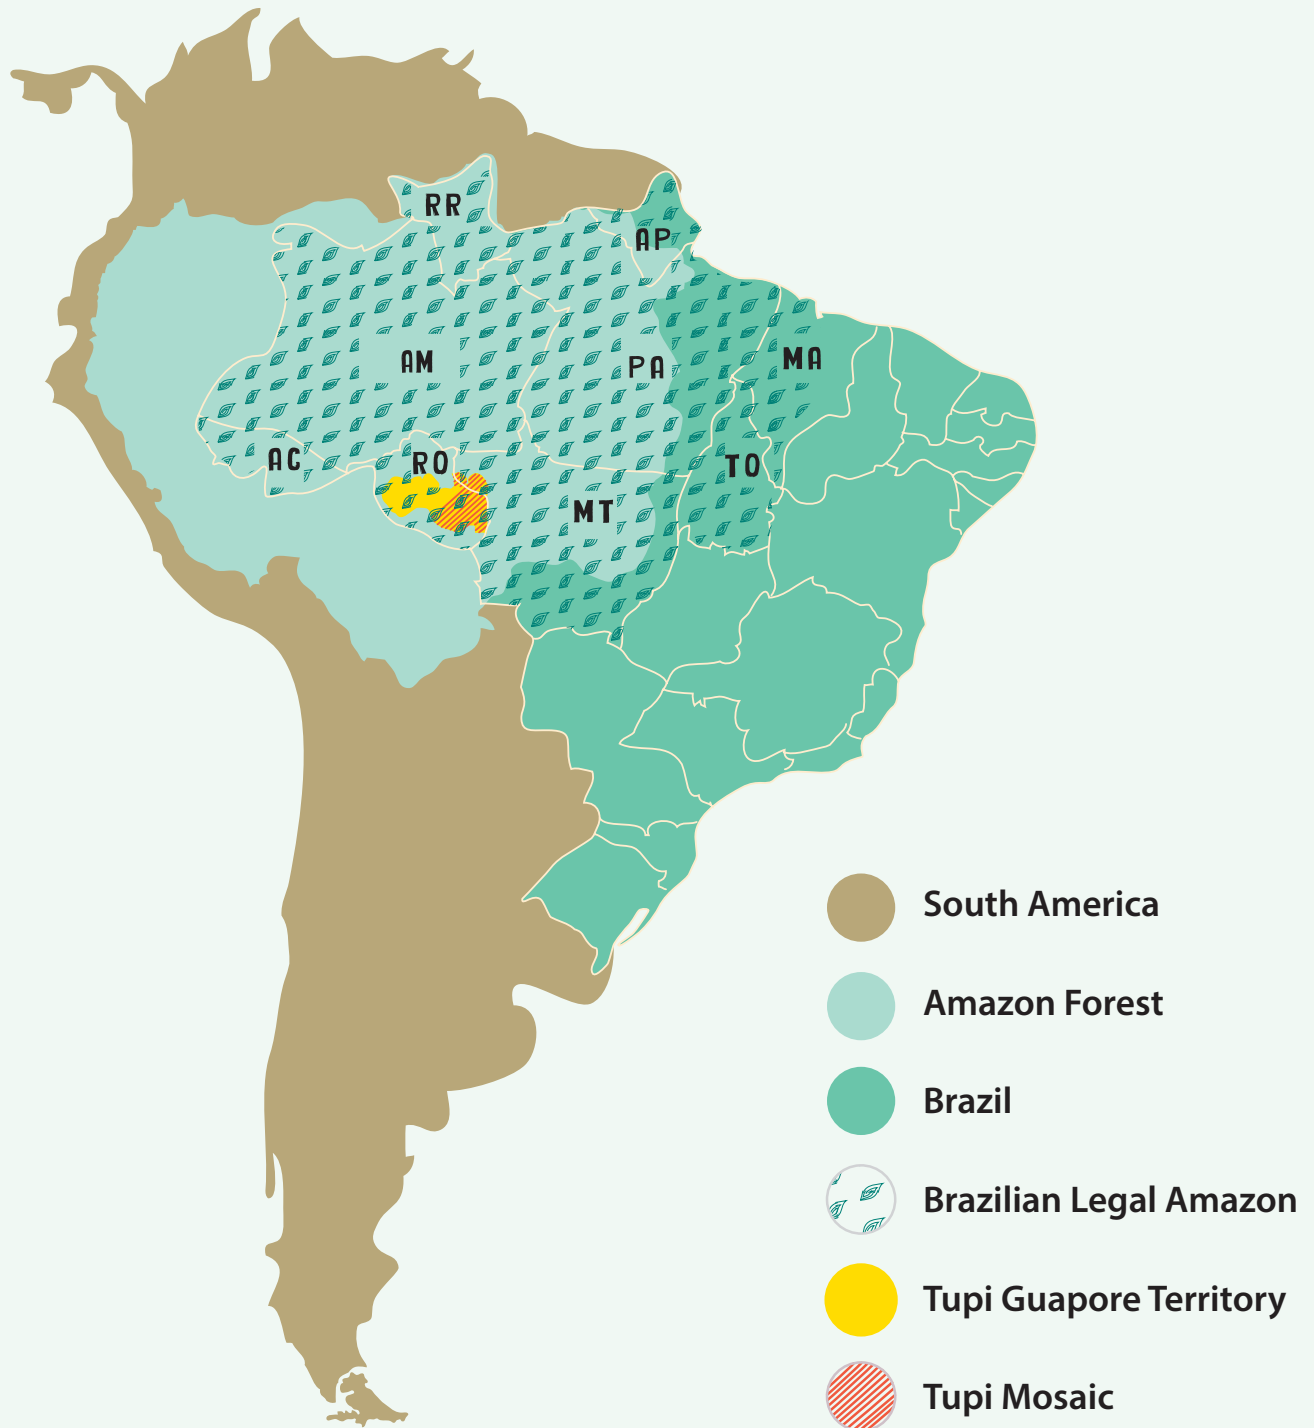 RR
AP
AM
PA
MA
AC
RO
TO
MT
South America
Amazon Forest
Brazil
Brazilian Legal Amazon
Tupi Guapore Territory
Tupi Mosaic